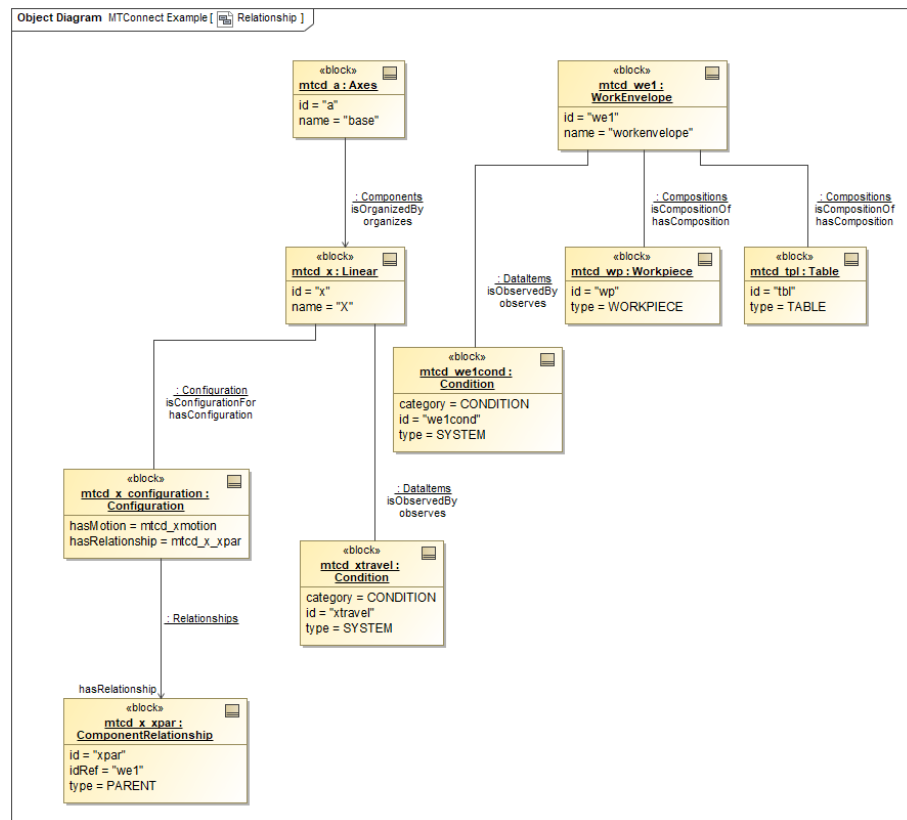 Object Diagram MTConnect Example [ Relationship ]
«block»
mtcd_a : Axes
id = "a"
name = "base"
«block»
mtcd_we1 :
WorkEnvelope
id = "we1"
name = "workenvelope"
: Components
isOrganizedBy
organizes
: Compositions
isCompositionOf
hasComposition
: Compositions
isCompositionOf
hasComposition
«block»
mtcd_x : Linear
id = "x"
name = "X"
: DataItems
isObservedBy
observes
«block»
mtcd_wp : Workpiece
id = "wp"
type = WORKPIECE
«block»
mtcd_tpl : Table
id = "tbl"
type = TABLE
«block»
mtcd_we1cond :
Condition
category = CONDITION
id = "we1cond"
type = SYSTEM
: Configuration
isConfigurationFor
hasConfiguration
«block»
mtcd_x_configuration :
Configuration
hasMotion = mtcd_xmotion
hasRelationship = mtcd_x_xpar
: DataItems
isObservedBy
observes
«block»
mtcd_xtravel :
Condition
category = CONDITION
id = "xtravel"
type = SYSTEM
: Relationships
hasRelationship
«block»
mtcd_x_xpar :
ComponentRelationship
id = "xpar"
idRef = "we1"
type = PARENT